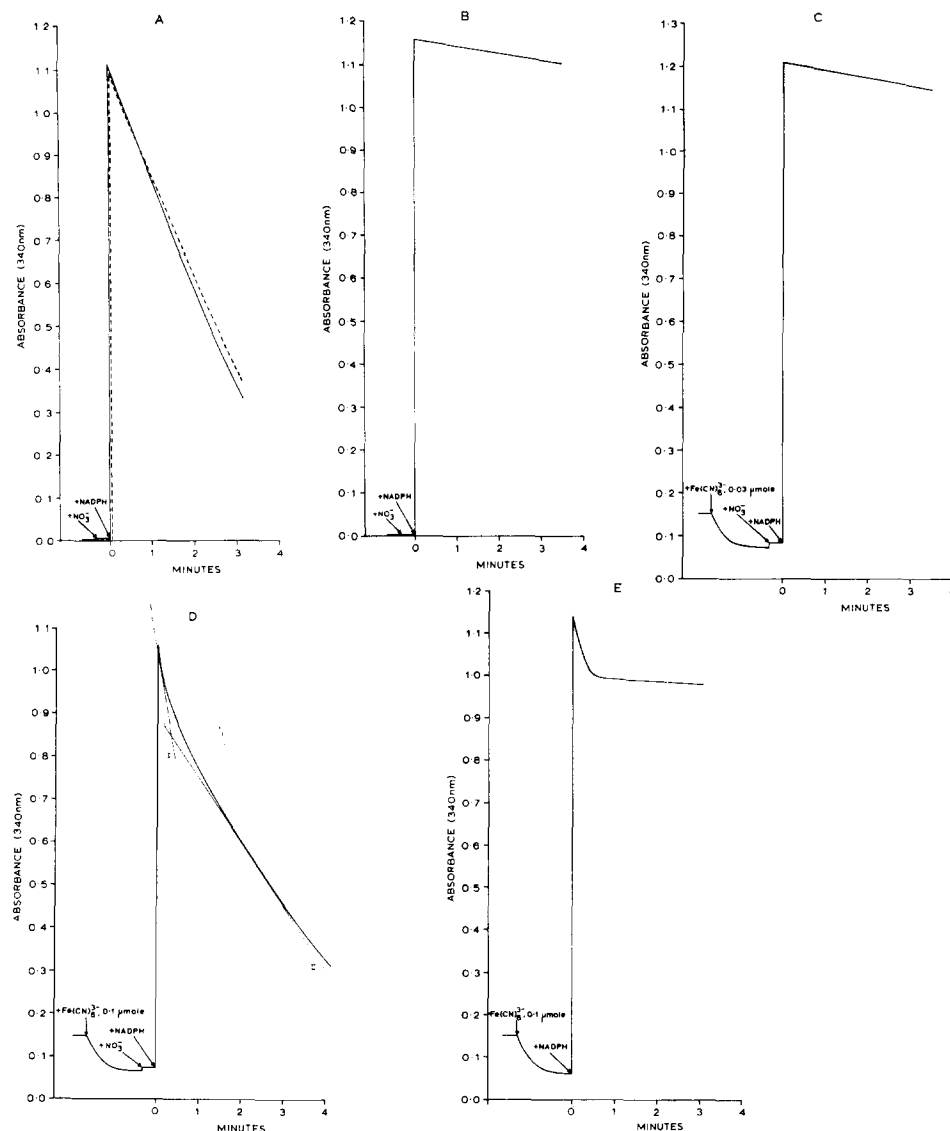 A
1·2
1·1
1·0
0·9
0·8
0·7
0·6
0·5
0·4
0·3
0·2
0·1
0·0
ABSORBANCE (340nm)
+NADPH
+NO₃⁻
0 1 2 3 4
MINUTES
B
1·2
1·1
1·0
0·9
0·8
0·7
0·6
0·5
0·4
0·3
0·2
0·1
0·0
ABSORBANCE (340nm)
+NADPH
+NO₃⁻
0 1 2 3 4
MINUTES
C
1·3
1·2
1·1
1·0
0·9
0·8
0·7
0·6
0·5
0·4
0·3
0·2
0·1
0·0
ABSORBANCE (340nm)
+Fe(CN)₆³⁻, 0·03 μmole
+NO₃⁻
+NADPH
0 1 2 3 4
MINUTES
D
1·1
1·0
0·9
0·8
0·7
0·6
0·5
0·4
0·3
0·2
0·1
0·0
ABSORBANCE (340nm)
+Fe(CN)₆³⁻, 0·1 μmole
+NADPH
+NO₃⁻
0 1 2 3 4
MINUTES
E
1·2
1·1
1·0
0·9
0·8
0·7
0·6
0·5
0·4
0·3
0·2
0·1
0·0
ABSORBANCE (340nm)
+Fe(CN)₆³⁻, 0·1 μmole
+NADPH
0 1 2 3 4
MINUTES